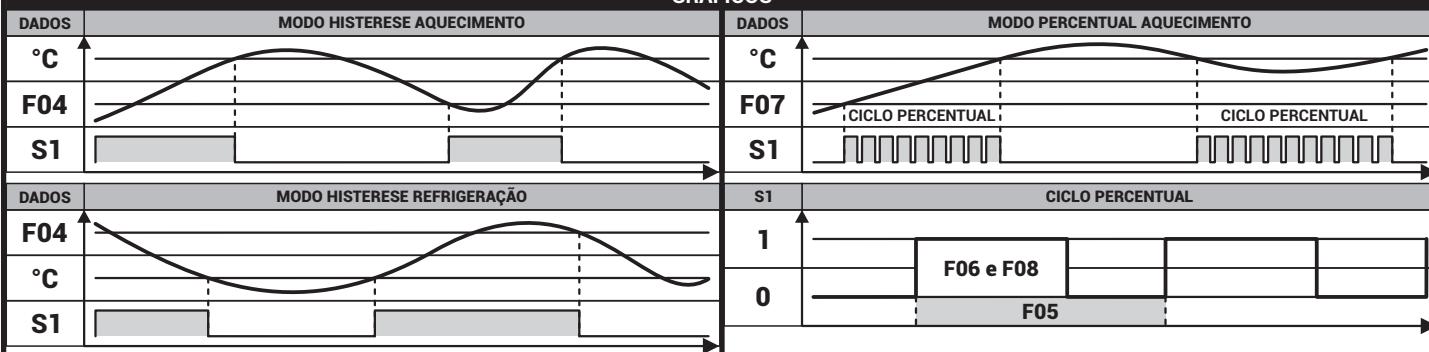 GRÁFICOS
DADOS
MODO HISTERESE AQUECIMENTO
°C
F04
S1
DADOS
MODO PERCENTUAL AQUECIMENTO
°C
F07
CICLO PERCENTUAL
CICLO PERCENTUAL
S1
DADOS
MODO HISTERESE REFRIGERAÇÃO
F04
°C
S1
S1
CICLO PERCENTUAL
1
F06 e F08
0
F05